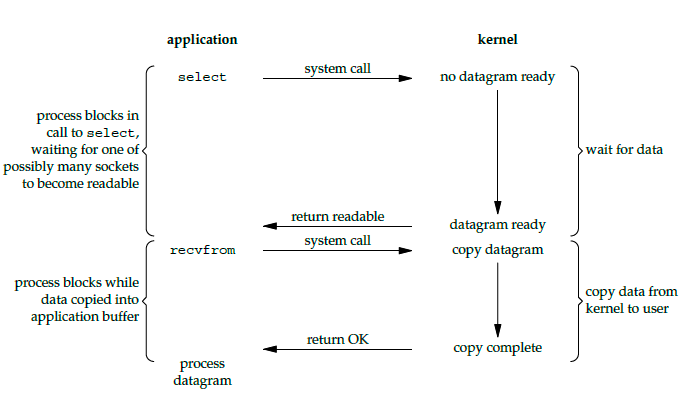 application
kernel
select
system call
no datagram ready
process blocks in
call to select,
waiting for one of
possibly many sockets
to become readable
wait for data
return readable
datagram ready
recvfrom
system call
copy datagram
process blocks while
data copied into
application buffer
copy data from
kernel to user
return OK
copy complete
process
datagram